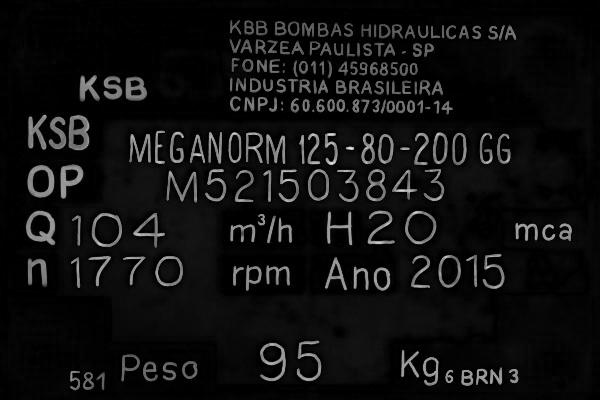 KBB BOMBAS HIDRAULICAS S/A
VARZEA PAULISTA - SP
FONE: (011) 45968500
INDUSTRIA BRASILEIRA
CNPJ: 60.600.873/0001-14
KSB
KSB MEGANORM 125-80-200 GG
OP M521503843
Q 104 m³/h H 20 mca
n 1770 rpm Ano 2015
581 Peso 95 Kg 6 BRN 3